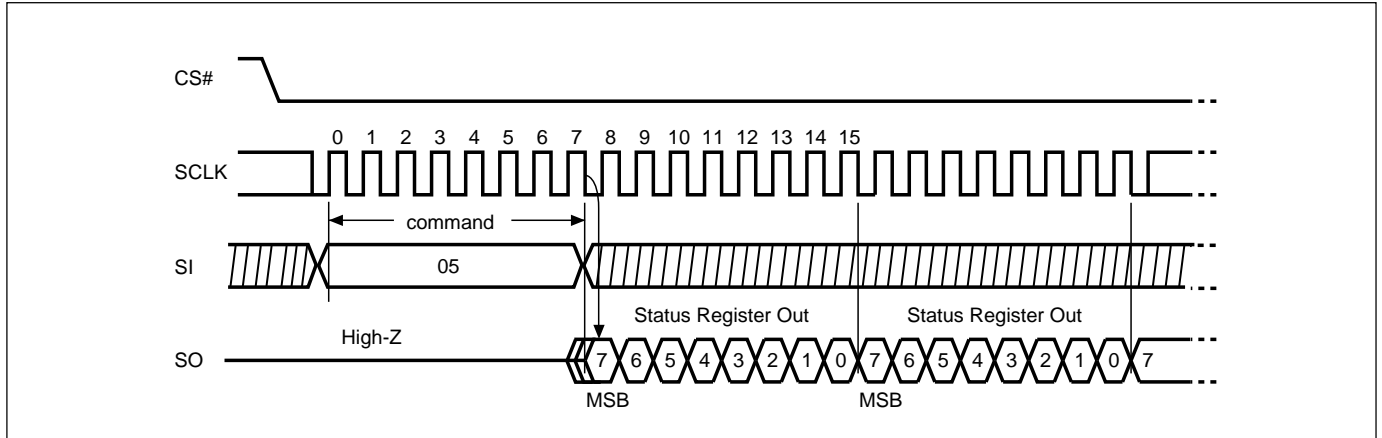 CS#
0 1 2 3 4 5 6 7 8 9 10 11 12 13 14 15
SCLK
command
SI
05
Status Register Out Status Register Out
High-Z
SO
7 6 5 4 3 2 1 0 7 6 5 4 3 2 1 0 7
MSB MSB